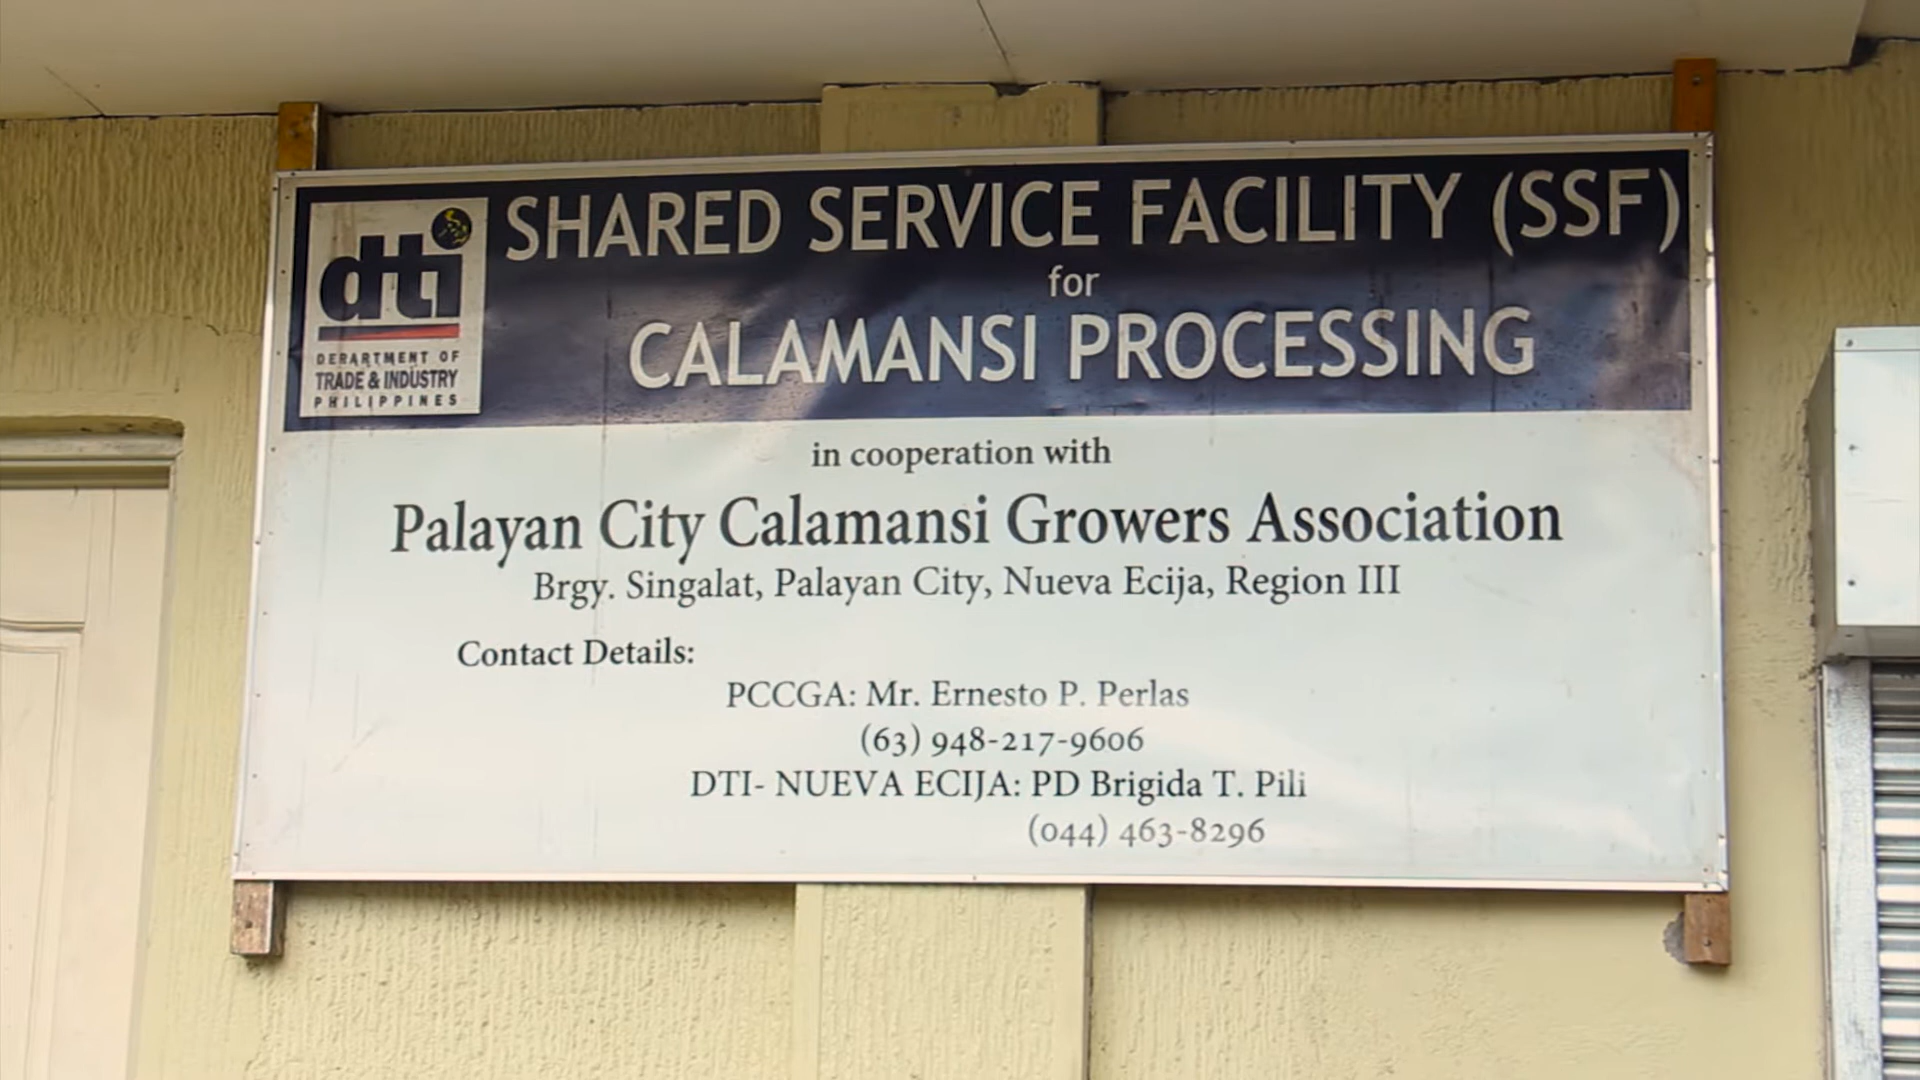 dti
DEPARTMENT OF
TRADE & INDUSTRY
PHILIPPINES
SHARED SERVICE FACILITY (SSF)
for
CALAMANSI PROCESSING
in cooperation with
Palayan City Calamansi Growers Association
Brgy. Singalat, Palayan City, Nueva Ecija, Region III
Contact Details:
PCCGA: Mr. Ernesto P. Perlas
(63) 948-217-9606
DTI- NUEVA ECIJA: PD Brigida T. Pili
(044) 463-8296